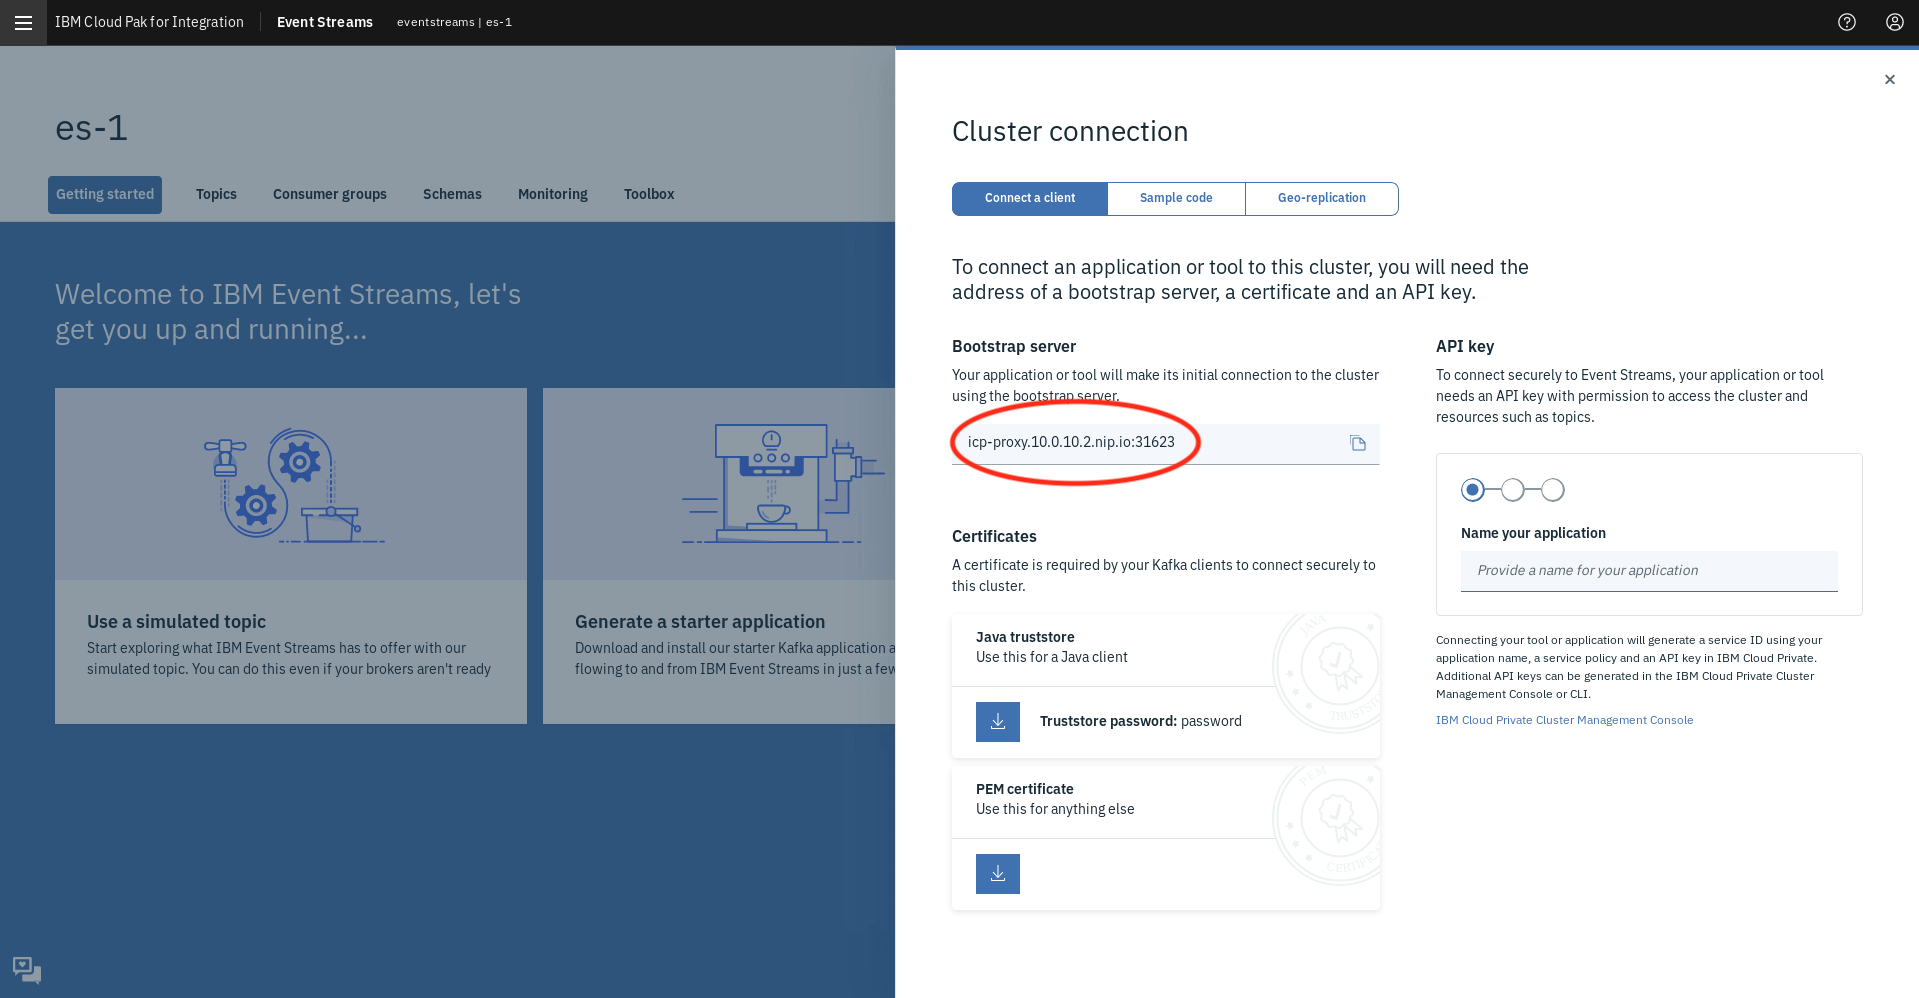 IBM Cloud Pak for Integration
Event Streams
eventstreams | es-1
es-1
Getting started
Topics
Consumer groups
Schemas
Monitoring
Toolbox
Welcome to IBM Event Streams, let's
get you up and running...
Use a simulated topic
Start exploring what IBM Event Streams has to offer with our
simulated topic. You can do this even if your brokers aren't ready
Generate a starter application
Download and install our starter Kafka application a
flowing to and from IBM Event Streams in just a few
Cluster connection
Connect a client
Sample code
Geo-replication
To connect an application or tool to this cluster, you will need the
address of a bootstrap server, a certificate and an API key.
Bootstrap server
Your application or tool will make its initial connection to the cluster
using the bootstrap server.
icp-proxy.10.0.10.2.nip.io:31623
Certificates
A certificate is required by your Kafka clients to connect securely to
this cluster.
Java truststore
Use this for a Java client
JAVA
TRUSTSTO
Truststore password: password
PEM certificate
Use this for anything else
PEM
CERTIFICA
API key
To connect securely to Event Streams, your application or tool
needs an API key with permission to access the cluster and
resources such as topics.
Name your application
Provide a name for your application
Connecting your tool or application will generate a service ID using your
application name, a service policy and an API key in IBM Cloud Private.
Additional API keys can be generated in the IBM Cloud Private Cluster
Management Console or CLI.
IBM Cloud Private Cluster Management Console